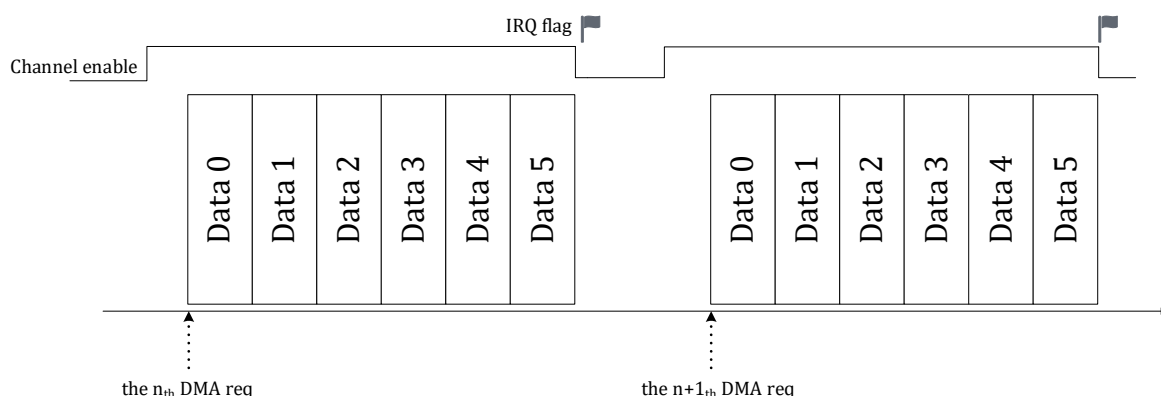 IRQ flag
Channel enable
Data 0
Data 1
Data 2
Data 3
Data 4
Data 5
Data 0
Data 1
Data 2
Data 3
Data 4
Data 5
the nth DMA req
the n+1th DMA req